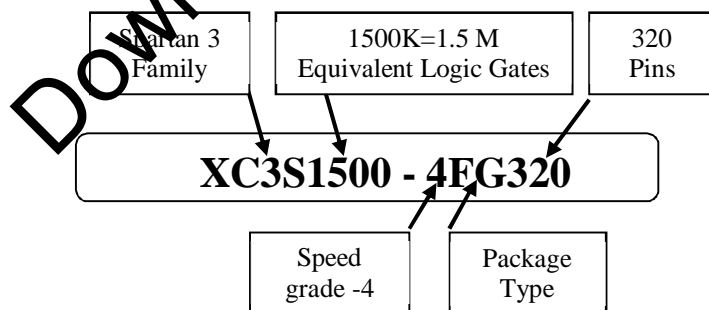 Spartan 3
Family
1500K=1.5 M
Equivalent Logic Gates
320
Pins
XC3S1500 - 4FG320
Speed
grade -4
Package
Type